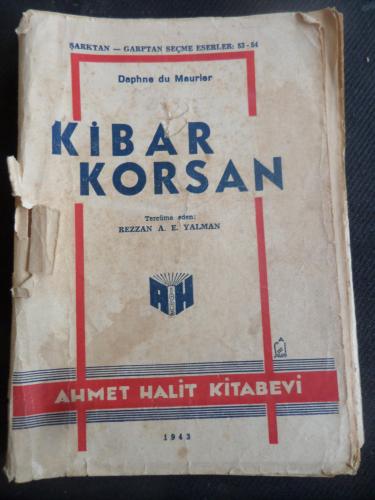 ŞARKTAN — GARPTAN SEÇME ESERLER: 53 - 54
Daphne du Maurier
KİBAR
KORSAN
Tercüme eden:
REZZAN A. E. YALMAN
A H
AHMET HALİT KİTABEVİ
1943